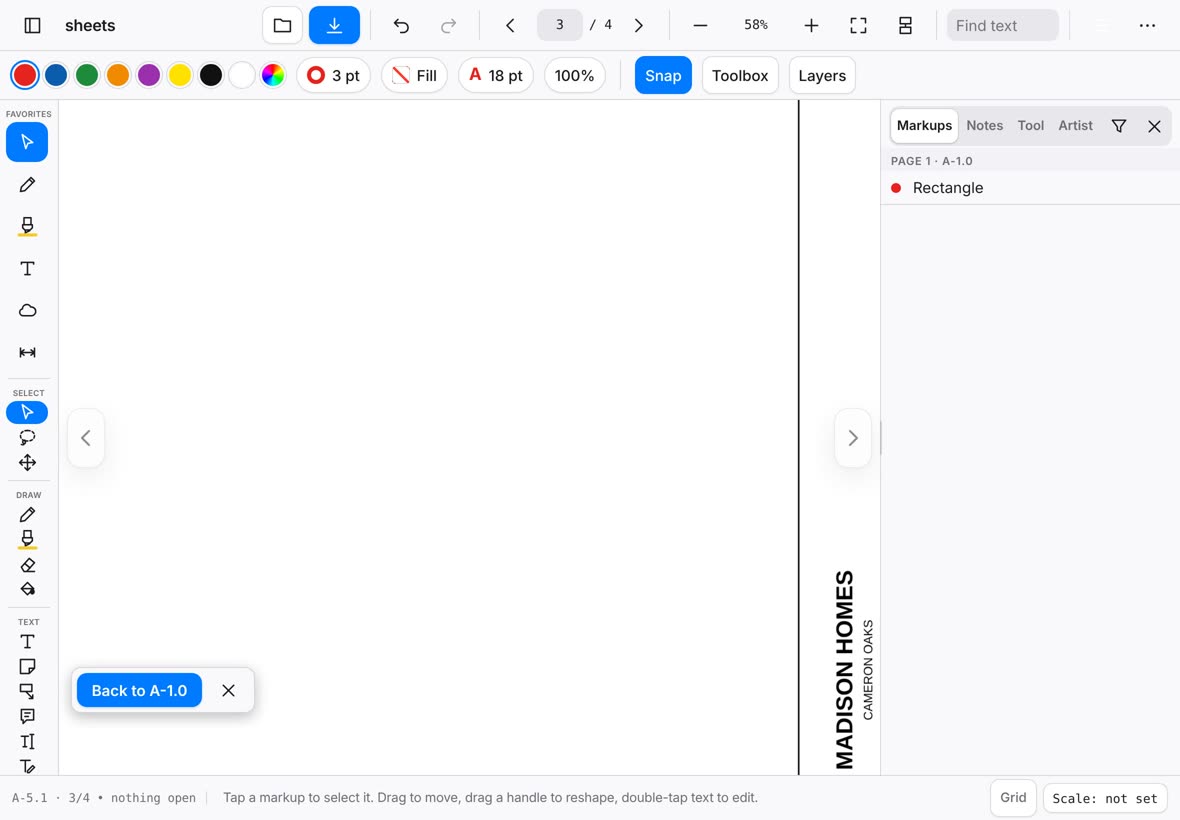 sheets
3 / 4
58%
Find text
3 pt
Fill
A 18 pt
100%
Snap
Toolbox
Layers
FAVORITES
SELECT
DRAW
TEXT
Markups
Notes
Tool
Artist
PAGE 1 · A-1.0
Rectangle
MADISON HOMES
CAMERON OAKS
Back to A-1.0
A-5.1 · 3/4 • nothing open
Tap a markup to select it. Drag to move, drag a handle to reshape, double-tap text to edit.
Grid
Scale: not set